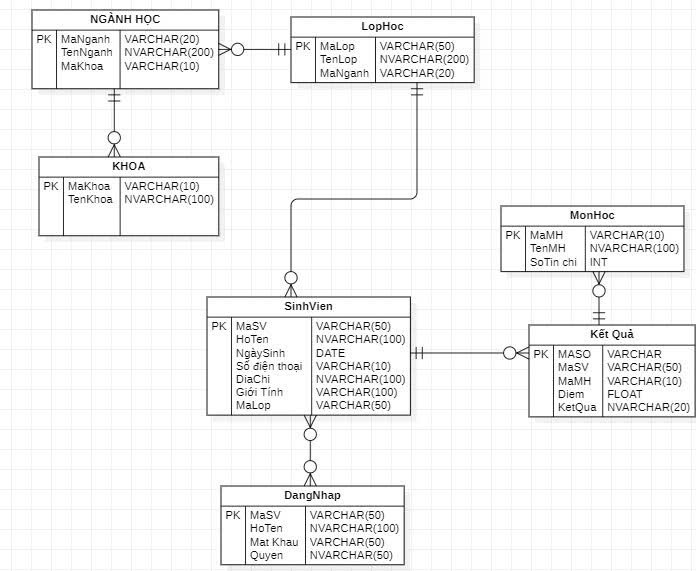 NGÀNH HỌC
PK MaNganh VARCHAR(20)
TenNganh NVARCHAR(200)
MaKhoa VARCHAR(10)
LopHoc
PK MaLop VARCHAR(50)
TenLop NVARCHAR(200)
MaNganh VARCHAR(20)
KHOA
PK MaKhoa VARCHAR(10)
TenKhoa NVARCHAR(100)
MonHoc
PK MaMH VARCHAR(10)
TenMH NVARCHAR(100)
SoTin chi INT
SinhVien
PK MaSV VARCHAR(50)
HoTen NVARCHAR(100)
NgàySinh DATE
Số điện thoại VARCHAR(10)
DiaChi NVARCHAR(100)
Giới Tính VARCHAR(100)
MaLop VARCHAR(50)
Kết Quả
PK MASO VARCHAR
MaSV VARCHAR(50)
MaMH VARCHAR(10)
Diem FLOAT
KetQua NVARCHAR(20)
DangNhap
PK MaSV VARCHAR(50)
HoTen NVARCHAR(100)
Mat Khau VARCHAR(50)
Quyen NVARCHAR(50)